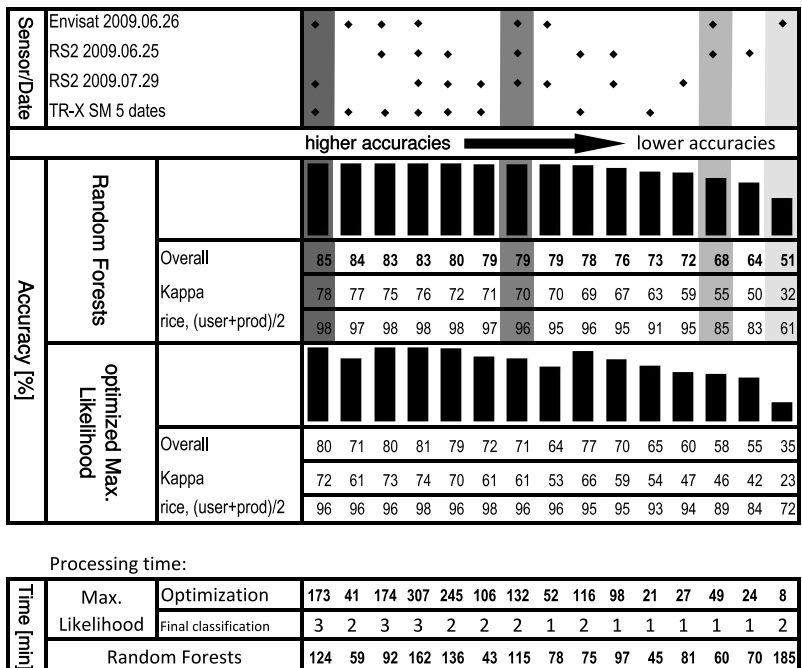 Sensor/Date
Envisat 2009.06.26
RS2 2009.06.25
RS2 2009.07.29
TR-X SM 5 dates
higher accuracies lower accuracies
Accuracy [%]
Random Forests
Overall 85 84 83 83 80 79 79 79 78 76 73 72 68 64 51
Kappa 78 77 75 76 72 71 70 70 69 67 63 59 55 50 32
rice, (user+prod)/2 98 97 98 98 98 97 96 95 96 95 91 95 85 83 61
optimized Max.
Likelihood
Overall 80 71 80 81 79 72 71 64 77 70 65 60 58 55 35
Kappa 72 61 73 74 70 61 61 53 66 59 54 47 46 42 23
rice, (user+prod)/2 96 96 96 98 96 98 96 96 95 95 93 94 89 84 72
Processing time:
Time [min]
Max.
Likelihood
Optimization 173 41 174 307 245 106 132 52 116 98 21 27 49 24 8
Final classification 3 2 3 3 2 2 2 1 2 1 1 1 1 1 2
Random Forests 124 59 92 162 136 43 115 78 75 97 45 81 60 70 185